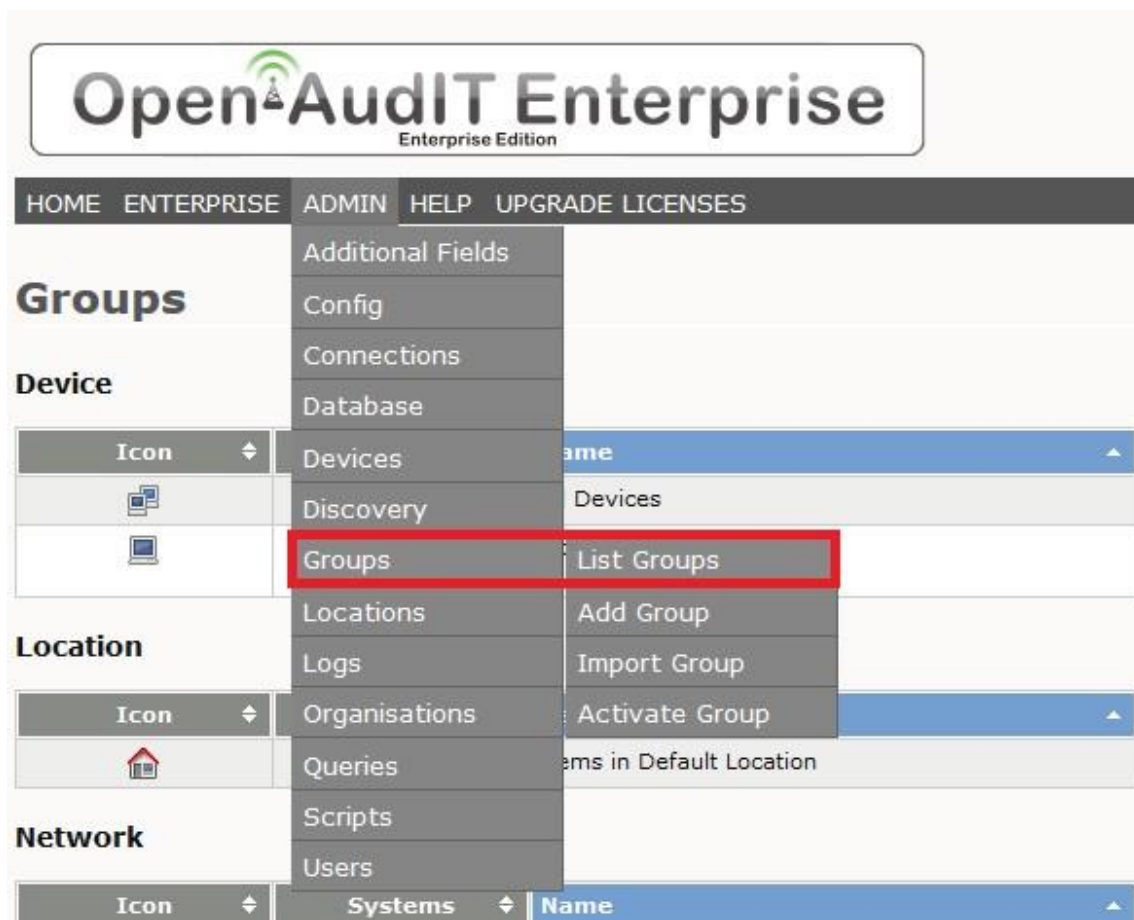 Open-AudIT Enterprise
Enterprise Edition
HOME ENTERPRISE ADMIN HELP UPGRADE LICENSES
Additional Fields
Groups
Config
Connections
Device
Database
Icon
Devices
Devices
Discovery
Groups List Groups
Locations Add Group
Location
Logs Import Group
Icon Organisations Activate Group
Queries in Default Location
Scripts
Network
Users
Icon Systems Name